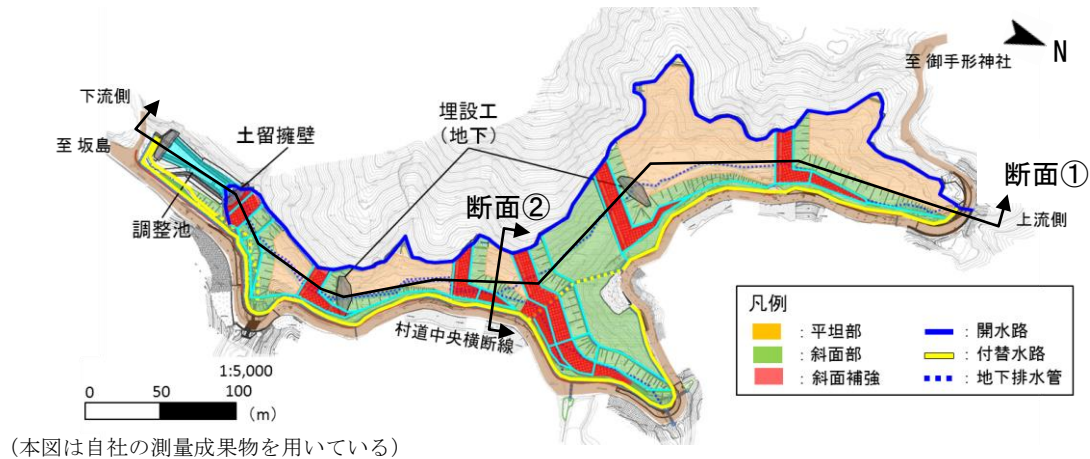 N
至 御手形神社
下流側
埋設工
(地下)
土留擁壁
至 坂島
断面①
断面②
上流側
調整池
村道中央横断線
凡例
:平坦部
:開水路
:斜面部
:付替水路
:斜面補強
:地下排水管
1:5,000
0 50 100
(m)
(本図は自社の測量成果物を用いている)